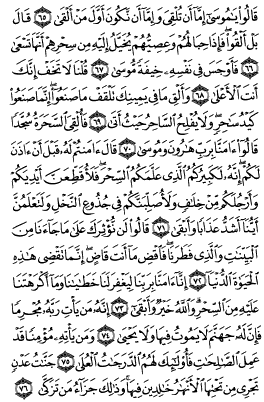 قَالُوا۟ يَـٰمُوسَىٰٓ إِمَّآ أَن تُلْقِىَ وَإِمَّآ أَن نَّكُونَ أَوَّلَ مَنْ أَلْقَىٰ ٦٥ قَالَ
بَلْ أَلْقُوا۟ ۖ فَإِذَا حِبَالُهُمْ وَعِصِيُّهُمْ يُخَيَّلُ إِلَيْهِ مِن سِحْرِهِمْ أَنَّهَا تَسْعَىٰ
٦٦ فَأَوْجَسَ فِى نَفْسِهِۦ خِيفَةً مُّوسَىٰ ٦٧ قُلْنَا لَا تَخَفْ إِنَّكَ
أَنتَ ٱلْأَعْلَىٰ ٦٨ وَأَلْقِ مَا فِى يَمِينِكَ تَلْقَفْ مَا صَنَعُوٓا۟ ۖ إِنَّمَا صَنَعُوا۟
كَيْدُ سَـٰحِرٍ ۖ وَلَا يُفْلِحُ ٱلسَّاحِرُ حَيْثُ أَتَىٰ ٦٩ فَأُلْقِىَ ٱلسَّحَرَةُ سُجَّدًا
قَالُوٓا۟ ءَامَنَّا بِرَبِّ هَـٰرُونَ وَمُوسَىٰ ٧٠ قَالَ ءَامَنتُمْ لَهُۥ قَبْلَ أَنْ ءَاذَنَ
لَكُمْ ۖ إِنَّهُۥ لَكَبِيرُكُمُ ٱلَّذِى عَلَّمَكُمُ ٱلسِّحْرَ ۖ فَلَأُقَطِّعَنَّ أَيْدِيَكُمْ
وَأَرْجُلَكُم مِّنْ خِلَـٰفٍ وَلَأُصَلِّبَنَّكُمْ فِى جُذُوعِ ٱلنَّخْلِ وَلَتَعْلَمُنَّ
أَيُّنَآ أَشَدُّ عَذَابًا وَأَبْقَىٰ ٧١ قَالُوا۟ لَن نُّؤْثِرَكَ عَلَىٰ مَا جَآءَنَا مِنَ
ٱلْبَيِّنَـٰتِ وَٱلَّذِى فَطَرَنَا ۖ فَٱقْضِ مَآ أَنتَ قَاضٍ ۖ إِنَّمَا تَقْضِى هَـٰذِهِ
ٱلْحَيَوٰةَ ٱلدُّنْيَآ ٧٢ إِنَّآ ءَامَنَّا بِرَبِّنَا لِيَغْفِرَ لَنَا خَطَـٰيَـٰنَا وَمَآ أَكْرَهْتَنَا
عَلَيْهِ مِنَ ٱلسِّحْرِ ۗ وَٱللَّهُ خَيْرٌ وَأَبْقَىٰٓ ٧٣ إِنَّهُۥ مَن يَأْتِ رَبَّهُۥ مُجْرِمًا
فَإِنَّ لَهُۥ جَهَنَّمَ لَا يَمُوتُ فِيهَا وَلَا يَحْيَىٰ ٧٤ وَمَن يَأْتِهِۦ مُؤْمِنًا قَدْ
عَمِلَ ٱلصَّـٰلِحَـٰتِ فَأُو۟لَـٰٓئِكَ لَهُمُ ٱلدَّرَجَـٰتُ ٱلْعُلَىٰ ٧٥ جَنَّـٰتُ عَدْنٍ
تَجْرِى مِن تَحْتِهَا ٱلْأَنْهَـٰرُ خَـٰلِدِينَ فِيهَا ۚ وَذَٰلِكَ جَزَآءُ مَن تَزَكَّىٰ ٧٦